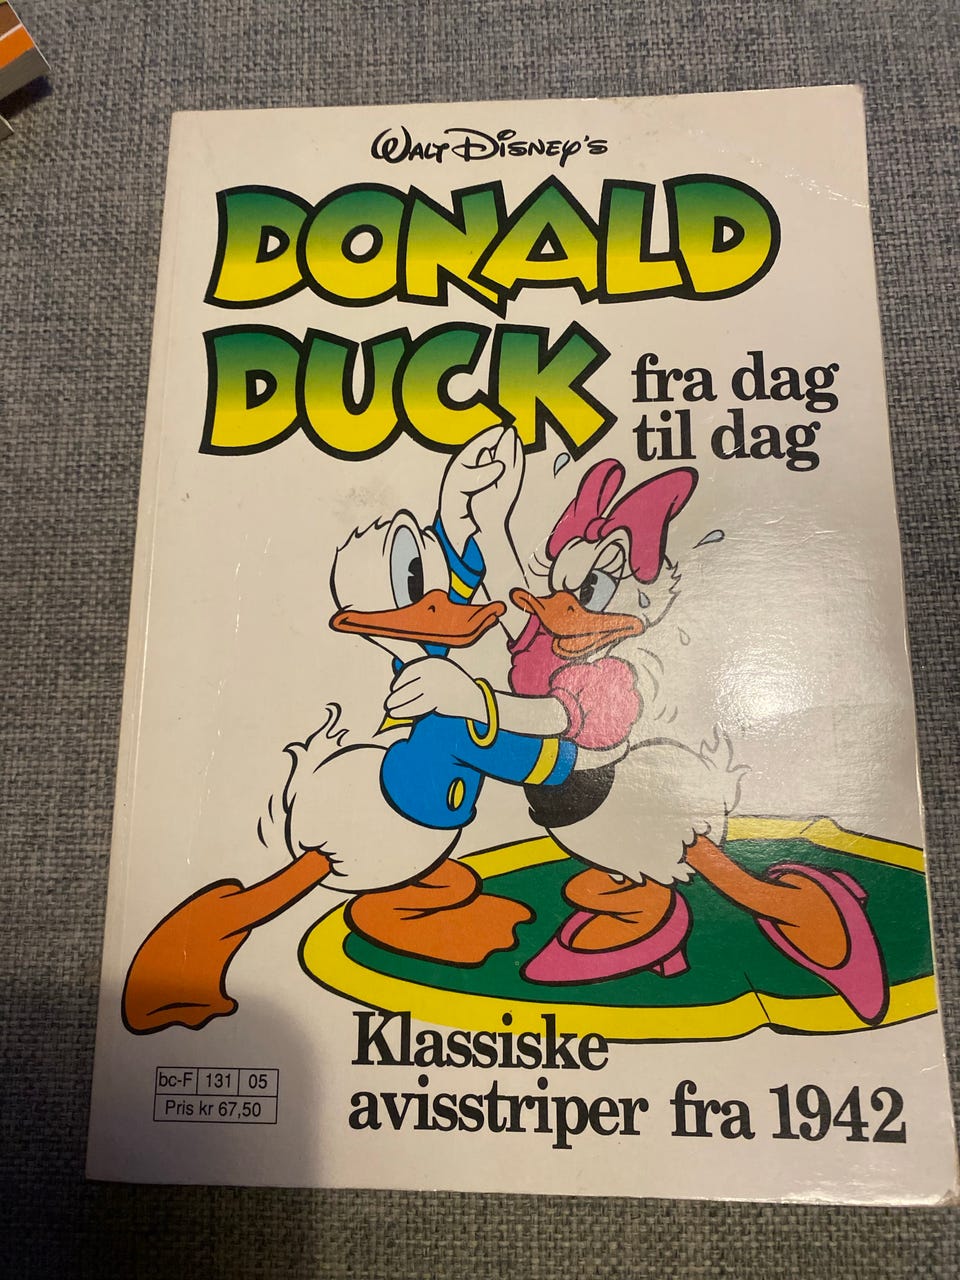 WALT DISNEY'S
DONALD
DUCK
fra dag
til dag
Klassiske
avisstriper fra 1942
bc-F 131 05
Pris kr 67,50